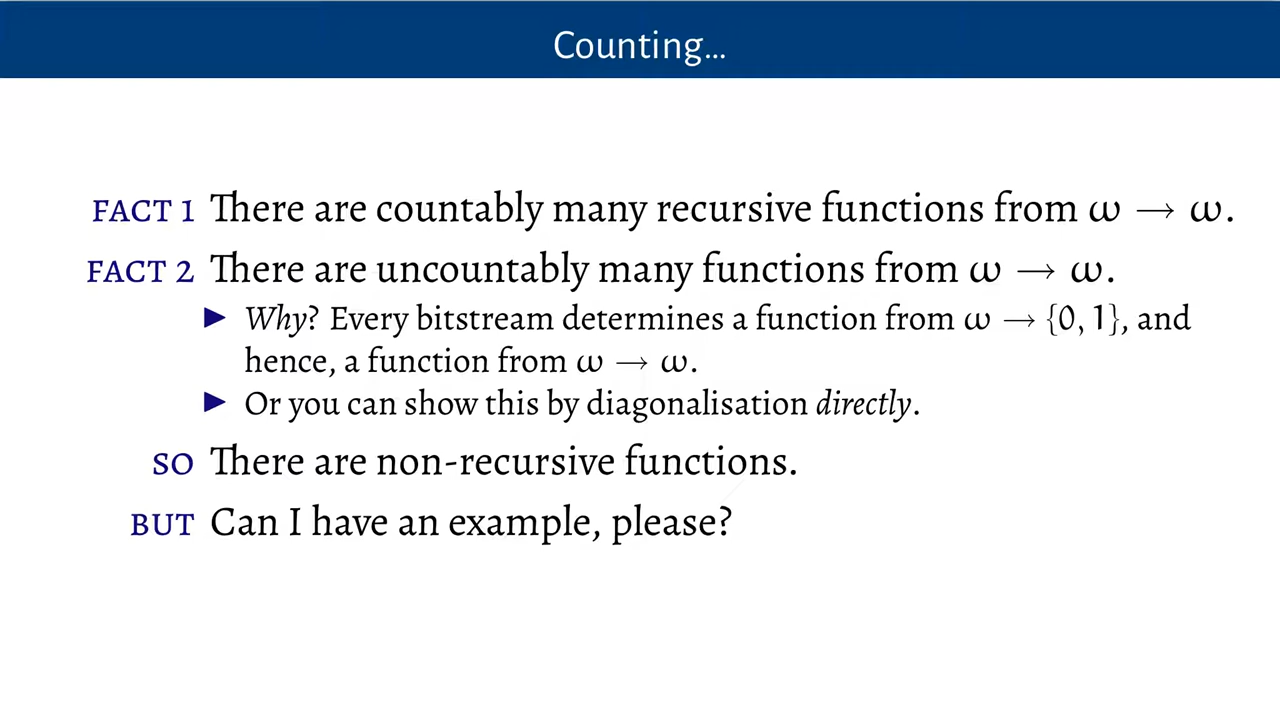 Counting...
FACT 1 There are countably many recursive functions from ω → ω.
FACT 2 There are uncountably many functions from ω → ω.
▶ Why? Every bitstream determines a function from ω → {0, 1}, and
hence, a function from ω → ω.
▶ Or you can show this by diagonalisation directly.
SO There are non-recursive functions.
BUT Can I have an example, please?